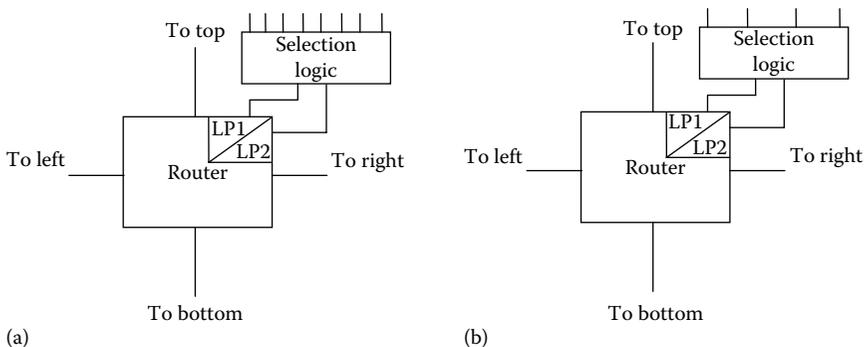 To top
Selection
logic
LP1
LP2
To left
Router
To right
To bottom
(a)
To top
Selection
logic
LP1
LP2
To left
Router
To right
To bottom
(b)